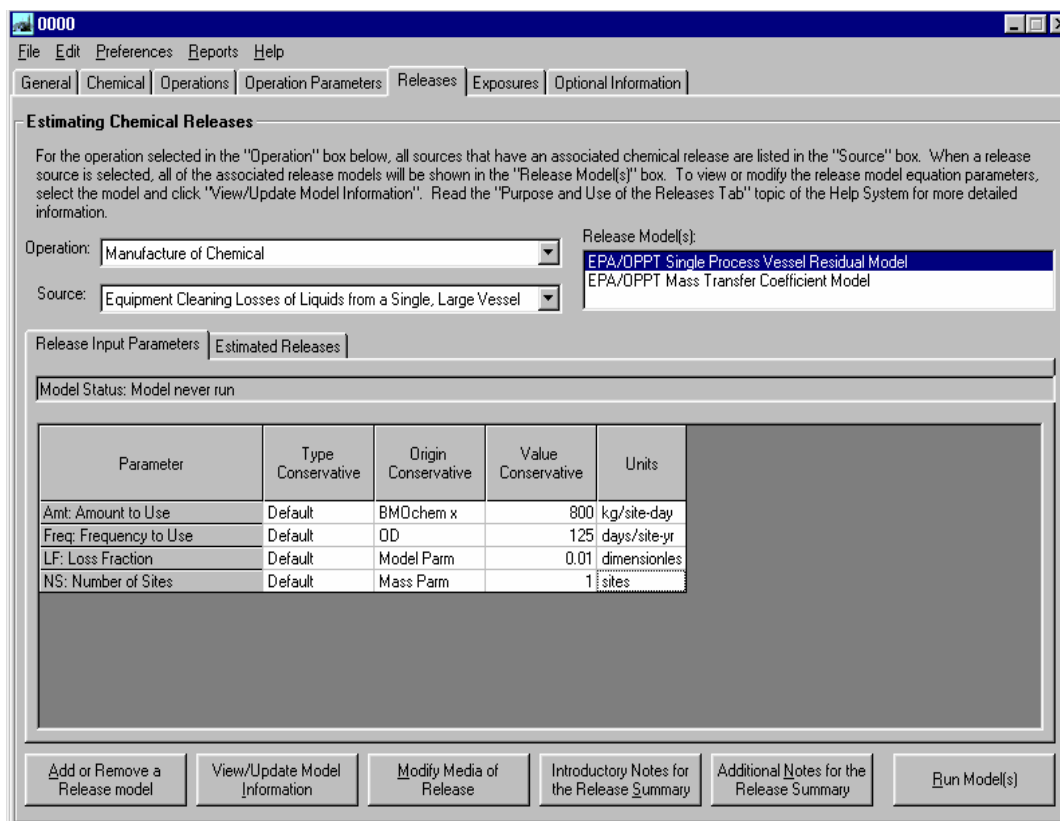 0000
File Edit Preferences Reports Help
General Chemical Operations Operation Parameters Releases Exposures Optional Information
Estimating Chemical Releases
For the operation selected in the "Operation" box below, all sources that have an associated chemical release are listed in the "Source" box. When a release
source is selected, all of the associated release models will be shown in the "Release Model(s)" box. To view or modify the release model equation parameters,
select the model and click "View/Update Model Information". Read the "Purpose and Use of the Releases Tab" topic of the Help System for more detailed
information.
Operation: Manufacture of Chemical
Source: Equipment Cleaning Losses of Liquids from a Single, Large Vessel
Release Model(s):
EPA/OPPT Single Process Vessel Residual Model
EPA/OPPT Mass Transfer Coefficient Model
Release Input Parameters Estimated Releases
Model Status: Model never run
Parameter Type Conservative Origin Conservative Value Conservative Units
Amt: Amount to Use Default BMOchem x 800 kg/site-day
Freq: Frequency to Use Default OD 125 days/site-yr
LF: Loss Fraction Default Model Parm 0.01 dimensionles
NS: Number of Sites Default Mass Parm 1 sites
Add or Remove a Release model
View/Update Model Information
Modify Media of Release
Introductory Notes for the Release Summary
Additional Notes for the Release Summary
Run Model(s)